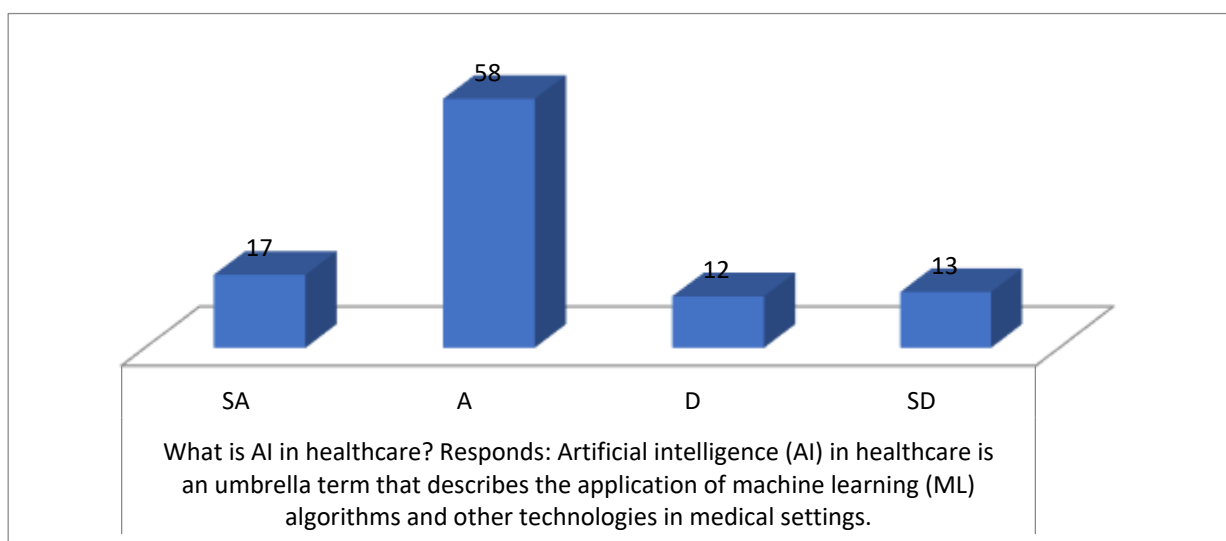 58
17
12
13
SA
A
D
SD
What is AI in healthcare? Responds: Artificial intelligence (AI) in healthcare is
an umbrella term that describes the application of machine learning (ML)
algorithms and other technologies in medical settings.